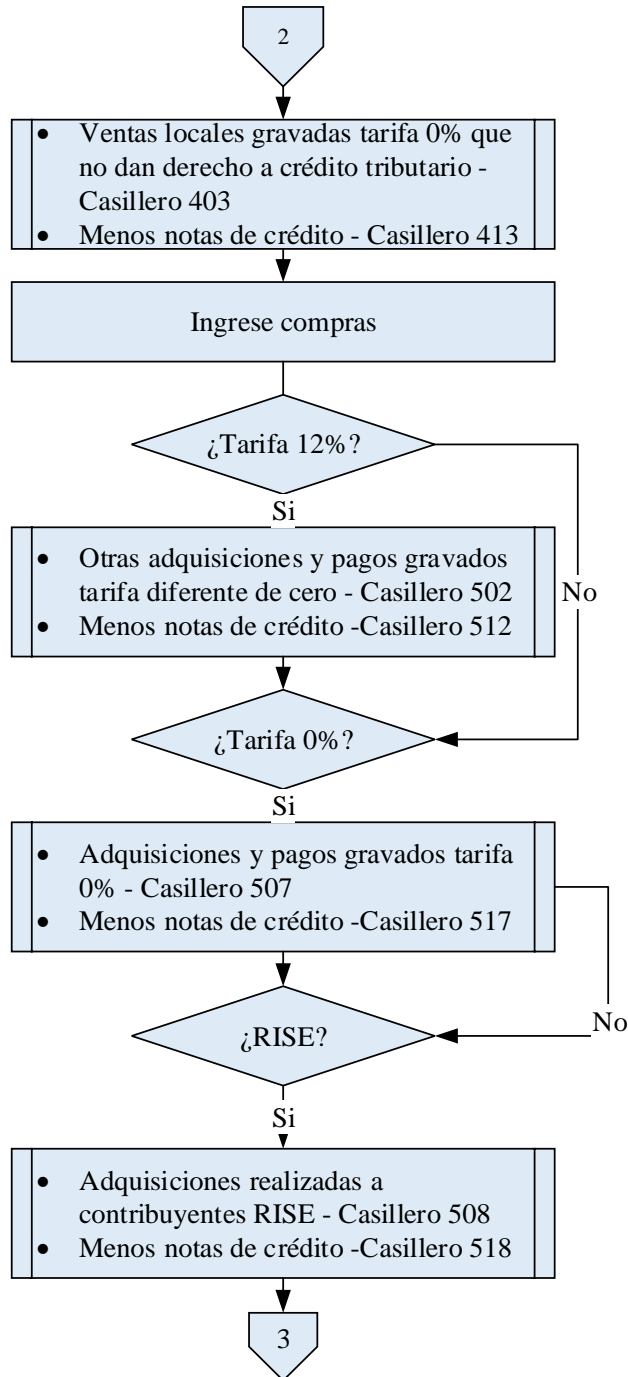 2
• Ventas locales gravadas tarifa 0% que
no dan derecho a crédito tributario -
Casillero 403
• Menos notas de crédito - Casillero 413
Ingrese compras
¿Tarifa 12%?
Si
• Otras adquisiciones y pagos gravados
tarifa diferente de cero - Casillero 502
• Menos notas de crédito -Casillero 512
No
¿Tarifa 0%?
Si
• Adquisiciones y pagos gravados tarifa
0% - Casillero 507
• Menos notas de crédito -Casillero 517
No
¿RISE?
Si
• Adquisiciones realizadas a
contribuyentes RISE - Casillero 508
• Menos notas de crédito -Casillero 518
3